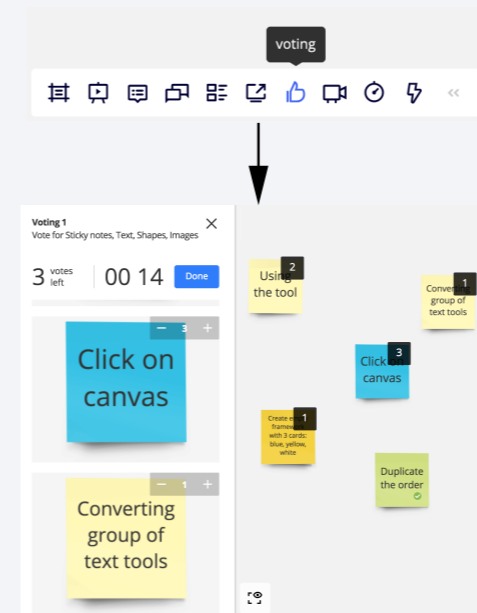 voting
Voting 1
Vote for Sticky notes, Text, Shapes, Images
3 votes left
00 14
Done
3
Click on
canvas
1
Converting
group of
text tools
2
Using
the tool
1
Converting
group of
text tools
3
Click on
canvas
1
Create
framework
with 3 cards:
blue, yellow,
white
Duplicate
the order